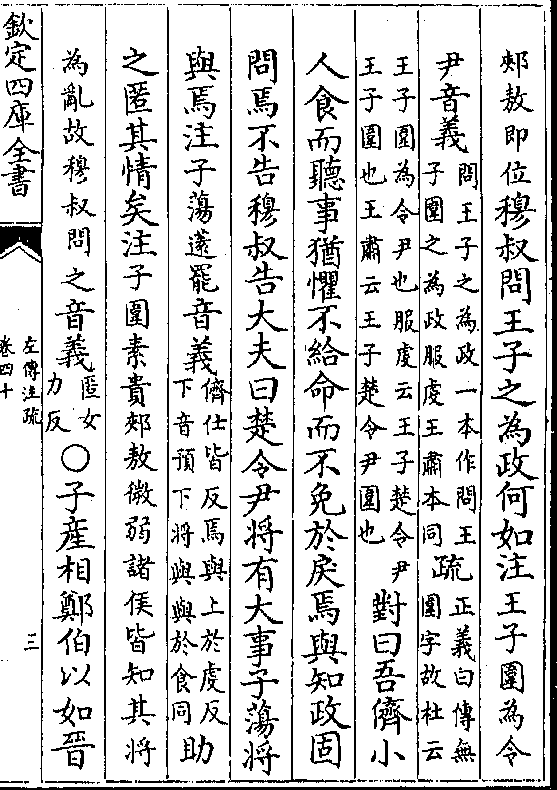 郟敖即位穆叔問王子之為政何如注王子圍為令
尹音義問王子之為政一本作問王
子圍之為政服虔王肅本同疏正義曰傳無
圍字故杜云
王子圍為令尹也服虔云王子楚令尹
王子圍也王肅云王子楚令尹圍也對曰吾儕小
人食而聽事猶懼不給命而不免於戾焉與知政固
問焉不告穆叔告大夫曰楚令尹將有大事子蕩將
與焉注子蕩薳罷音義儕仕皆反焉與上於虔反
下音預下將與與於食同助
之匿其情矣注子圍素貴郟敖微弱諸侯皆知其將
為亂故穆叔問之音義匿女
力反○子産相鄭伯以如晉
欽定四庫全書
左傳注疏
卷四十
三